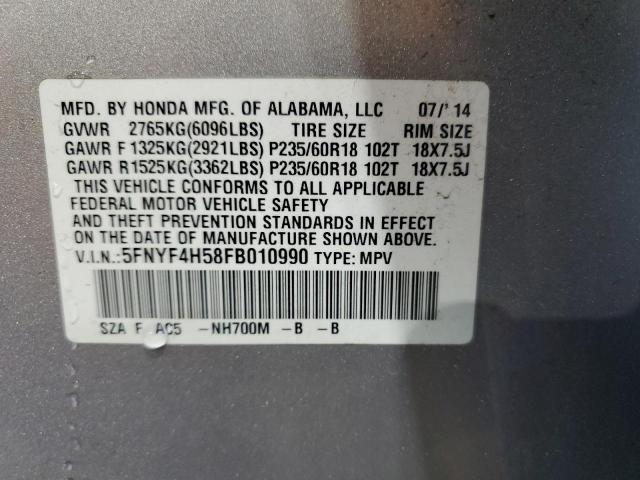 MFD. BY HONDA MFG. OF ALABAMA, LLC 07/'14
GVWR 2765KG(6096LBS) TIRE SIZE RIM SIZE
GAWR F 1325KG(2921LBS) P235/60R18 102T 18X7.5J
GAWR R 1525KG(3362LBS) P235/60R18 102T 18X7.5J
THIS VEHICLE CONFORMS TO ALL APPLICABLE
FEDERAL MOTOR VEHICLE SAFETY
AND THEFT PREVENTION STANDARDS IN EFFECT
ON THE DATE OF MANUFACTURE SHOWN ABOVE.
V.I.N.:5FNYF4H58FB010990 TYPE: MPV
SZA F AC5 -NH700M -B -B